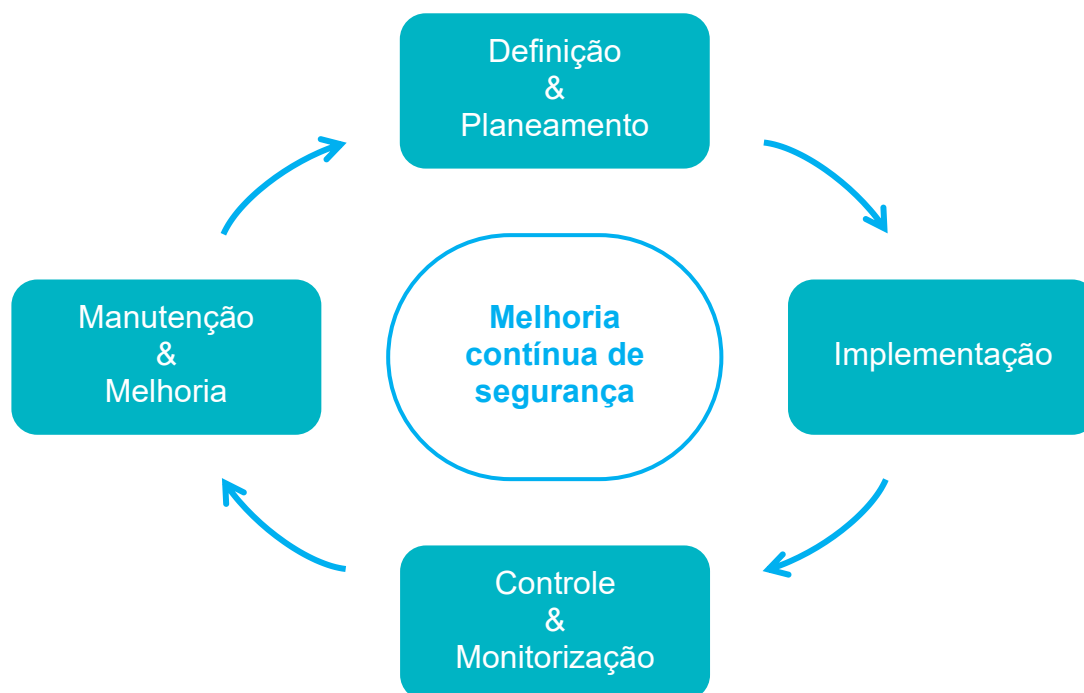 Definição
&
Planeamento
Manutenção
&
Melhoria
Melhoria
contínua de
segurança
Implementação
Controle
&
Monitorização